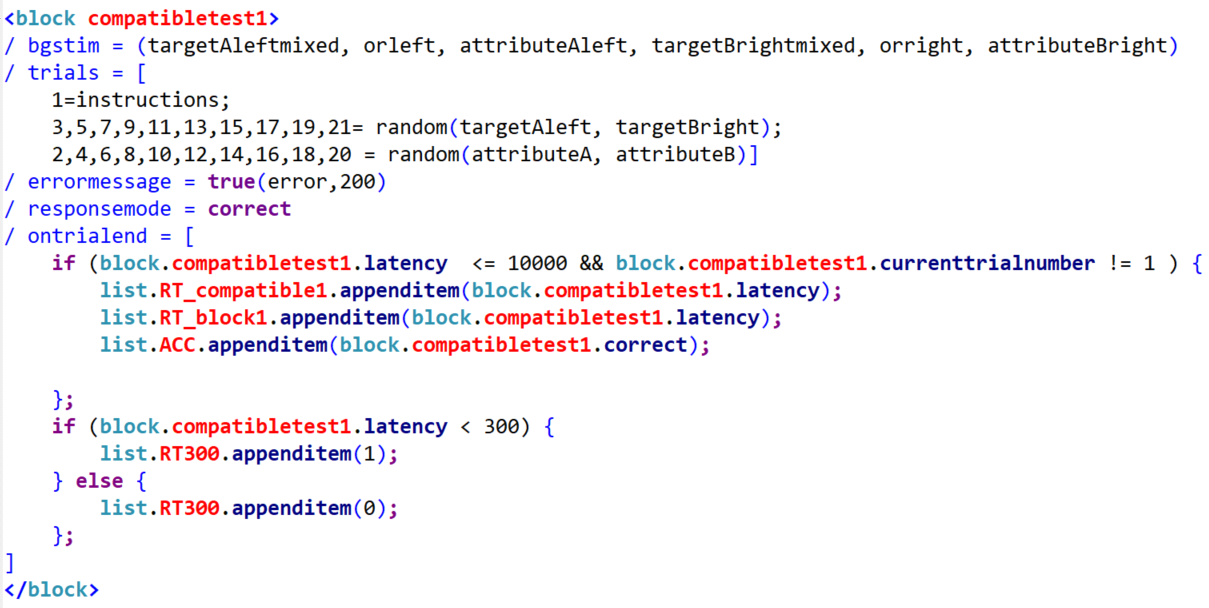 <block compatibletest1>
/ bgstim = (targetAleftmixed, orleft, attributeAleft, targetBrightmixed, orright, attributeBright)
/ trials = [
    1=instructions;
    3,5,7,9,11,13,15,17,19,21= random(targetAleft, targetBright);
    2,4,6,8,10,12,14,16,18,20 = random(attributeA, attributeB)]
/ errormessage = true(error,200)
/ responsemode = correct
/ ontrialend = [
    if (block.compatibletest1.latency  <= 10000 && block.compatibletest1.currenttrialnumber != 1 ) {
        list.RT_compatible1.appenditem(block.compatibletest1.latency);
        list.RT_block1.appenditem(block.compatibletest1.latency);
        list.ACC.appenditem(block.compatibletest1.correct);
    };
    if (block.compatibletest1.latency < 300) {
        list.RT300.appenditem(1);
    } else {
        list.RT300.appenditem(0);
    };
]
</block>